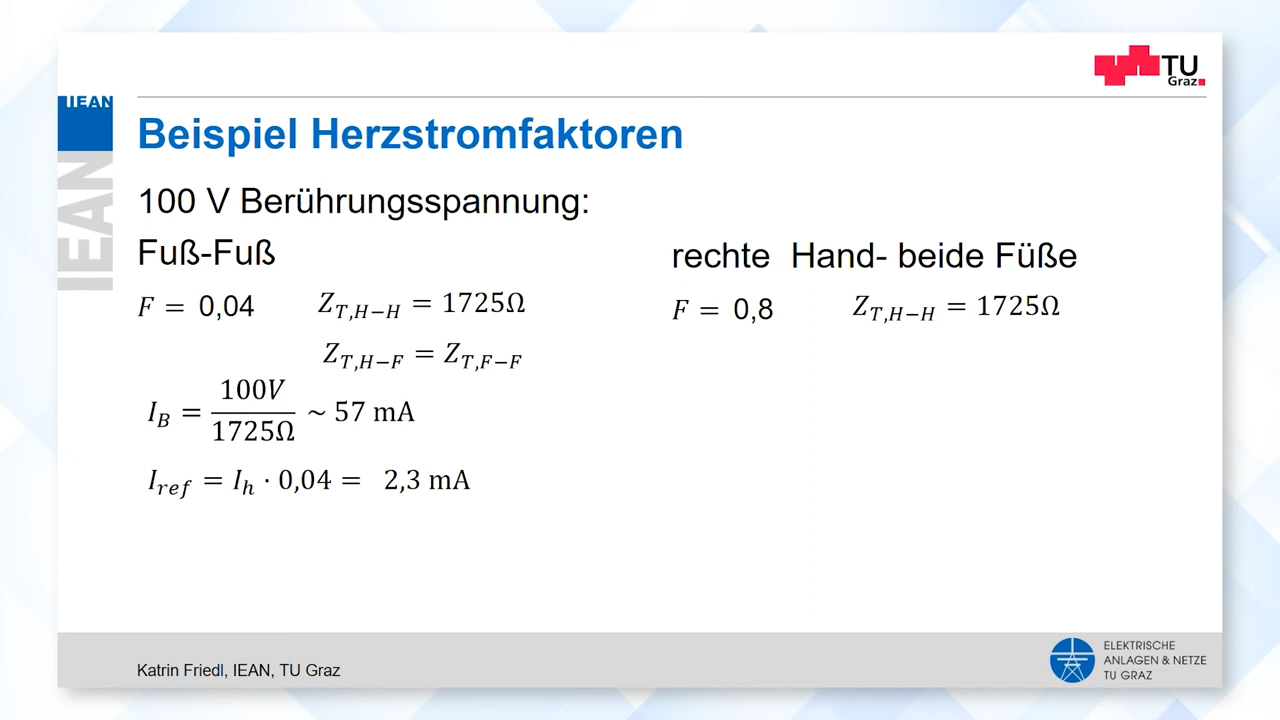 TU
Graz
IIEAN
IEAN
Beispiel Herzstromfaktoren
100 V Berührungsspannung:
Fuß-Fuß
F = 0,04 Z_{T,H−H} = 1725Ω
Z_{T,H−F} = Z_{T,F−F}
I_B = \frac{100V}{1725Ω} ~ 57 mA
I_{ref} = I_h · 0,04 = 2,3 mA
rechte Hand- beide Füße
F = 0,8 Z_{T,H−H} = 1725Ω
Katrin Friedl, IEAN, TU Graz
ELEKTRISCHE
ANLAGEN & NETZE
TU GRAZ